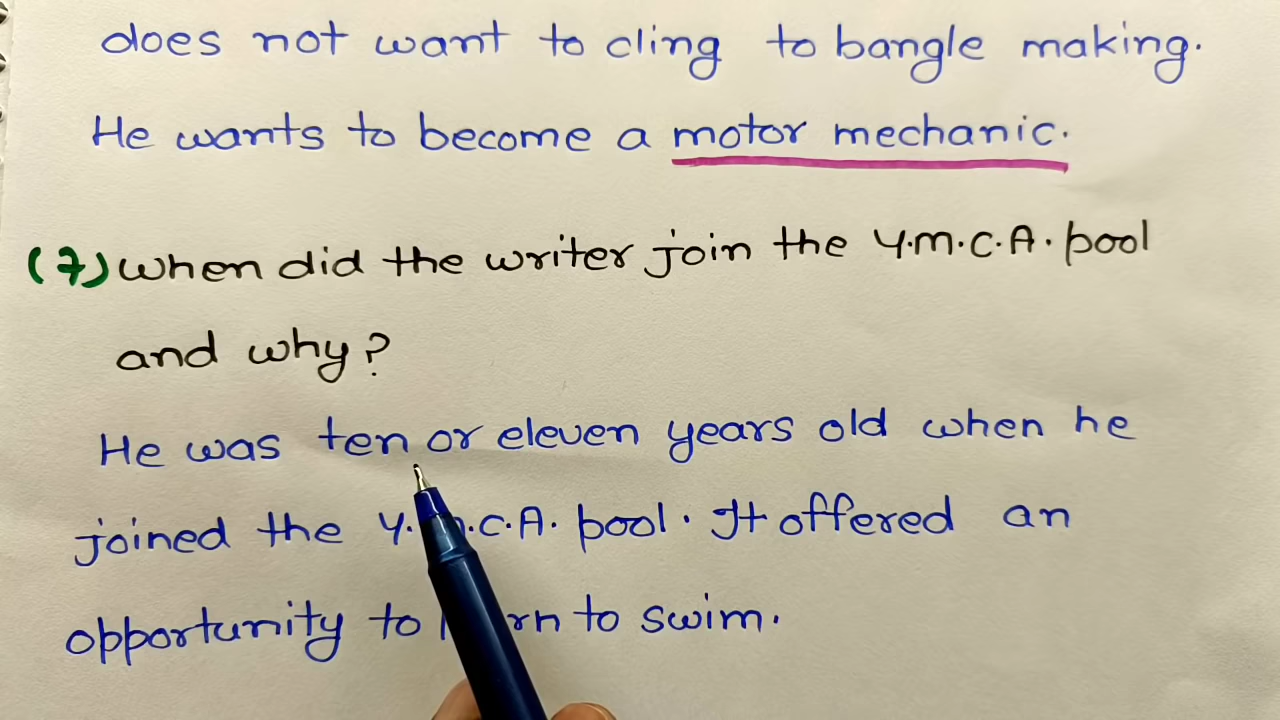 does not want to cling to bangle making.
He wants to become a motor mechanic.
(7) When did the writer join the Y.M.C.A. pool
and why?
He was ten or eleven years old when he
joined the Y.M.C.A. pool. It offered an
opportunity to learn to swim.